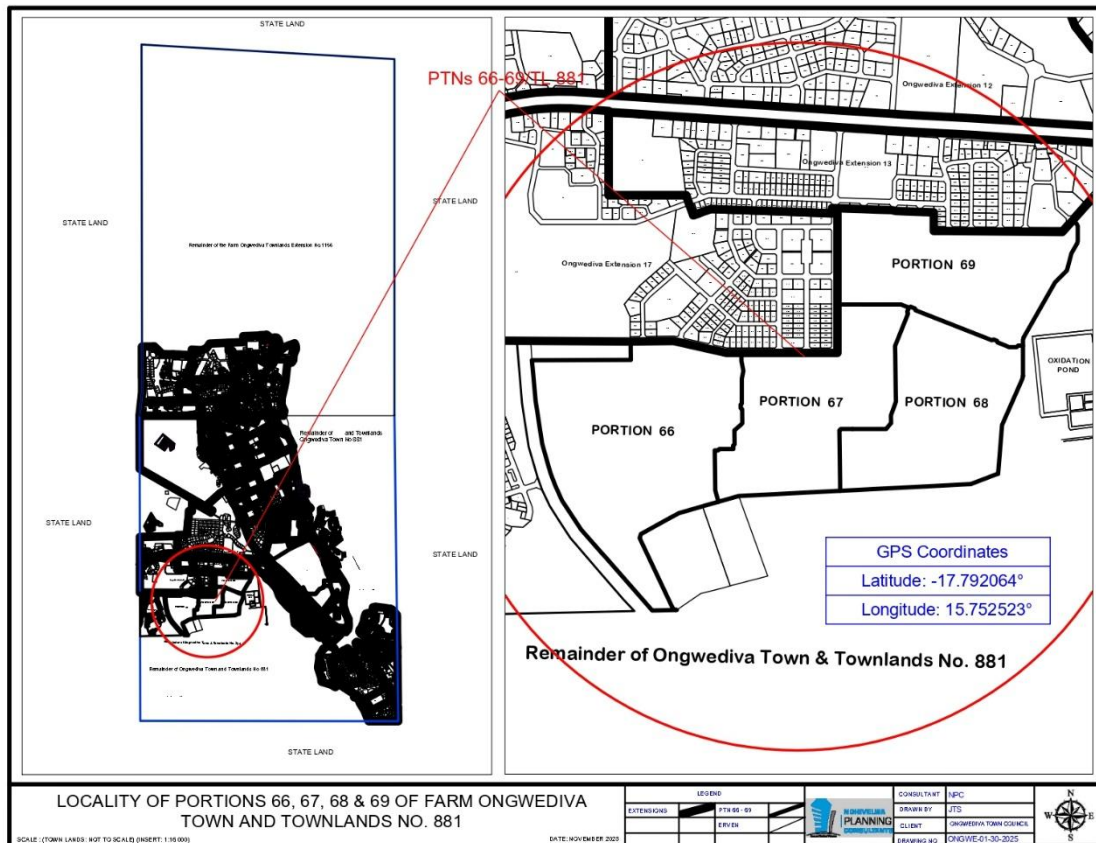 STATE LAND
PTNs 66-69/TL 881
STATE LAND
STATE LAND
Remainder of the Farm Ongwediva Townlands Extension No 1194
Remainder of and Townlands
Ongwediva Town No 881
STATE LAND
STATE LAND
Remainder of Ongwediva Town and Townlands No 881
STATE LAND
Ongwediva Extension 12
Ongwediva Extension 13
Ongwediva Extension 17
PORTION 69
OXIDATION
POND
PORTION 67
PORTION 68
PORTION 66
GPS Coordinates
Latitude: -17.792064°
Longitude: 15.752523°
Remainder of Ongwediva Town & Townlands No. 881
LOCALITY OF PORTIONS 66, 67, 68 & 69 OF FARM ONGWEDIVA
TOWN AND TOWNLANDS NO. 881
SCALE : (TOWN LANDS: NOT TO SCALE) (INSERT: 1:16 000)
DATE: NOVEMBER 2025
LEGEND
EXTENSIONS
PTN 66 - 69
ERVEN
PLANNING
CONSULTANTS
CONSULTANT NPC
DRAWN BY JTS
CLIENT ONGWEDIVA TOWN COUNCIL
DRAWING NO ONGWE-01-30-2025
N
W E
S